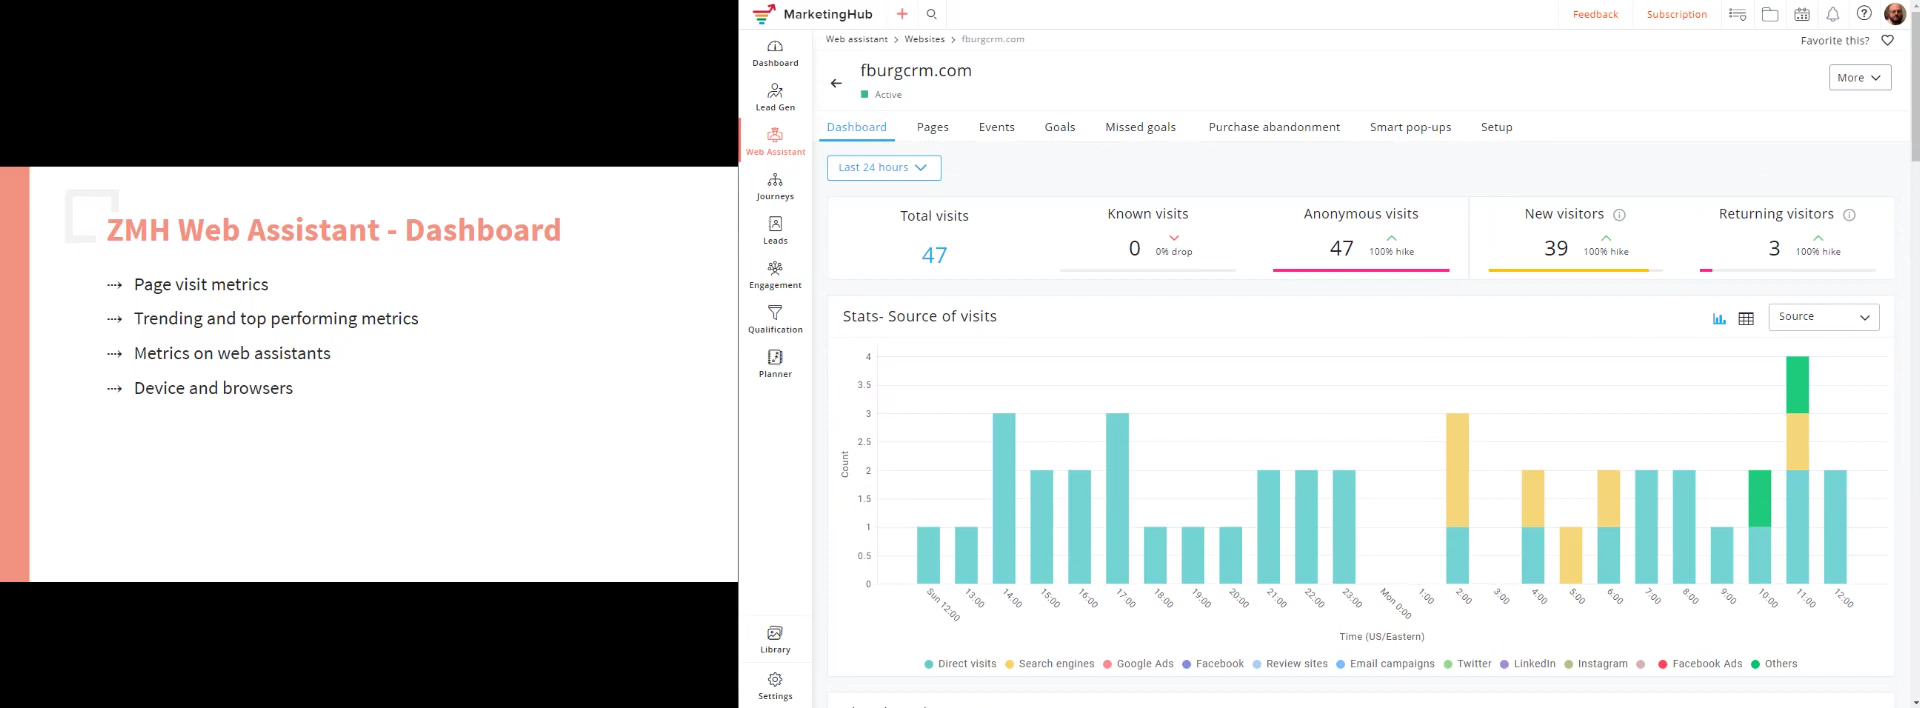 ZMH Web Assistant - Dashboard
Page visit metrics
Trending and top performing metrics
Metrics on web assistants
Device and browsers
MarketingHub
Feedback
Subscription
Dashboard
Lead Gen
Web Assistant
Journeys
Leads
Engagement
Qualification
Planner
Library
Settings
Web assistant > Websites > fburgcrm.com
Favorite this?
fburgcrm.com
Active
More
Dashboard Pages Events Goals Missed goals Purchase abandonment Smart pop-ups Setup
Last 24 hours
Total visits
47
Known visits
0 0% drop
Anonymous visits
47 100% hike
New visitors
39 100% hike
Returning visitors
3 100% hike
Stats- Source of visits
Source
4
3.5
3
2.5
2
1.5
1
0.5
0
Count
Sun 12:00 13:00 14:00 15:00 16:00 17:00 18:00 19:00 20:00 21:00 22:00 23:00 Mon 0:00 1:00 2:00 3:00 4:00 5:00 6:00 7:00 8:00 9:00 10:00 11:00 12:00
Time (US/Eastern)
Direct visits Search engines Google Ads Facebook Review sites Email campaigns Twitter LinkedIn Instagram Facebook Ads Others